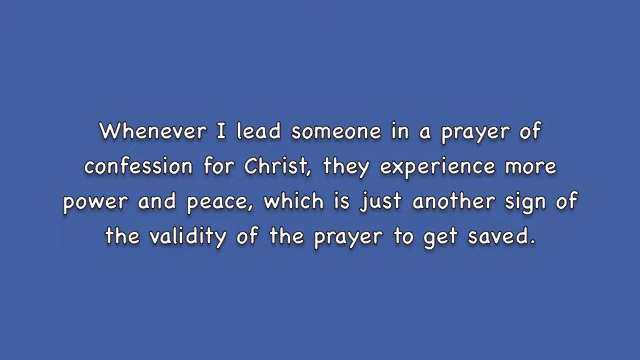 Whenever I lead someone in a prayer of
confession for Christ, they experience more
power and peace, which is just another sign of
the validity of the prayer to get saved.